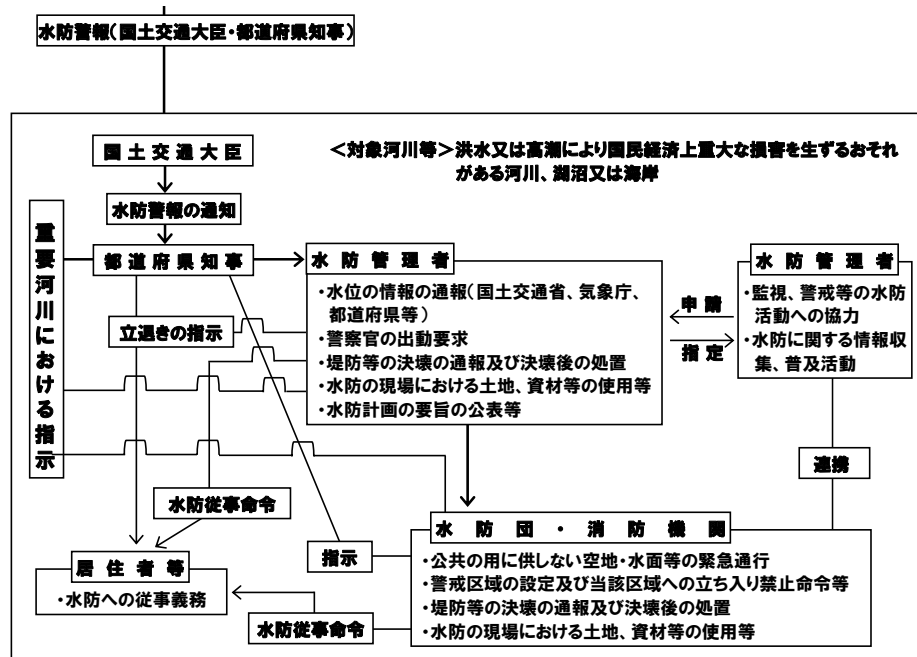 水防警報（国土交通大臣・都道府県知事）
国土交通大臣
＜対象河川等＞洪水又は高潮により国民経済上重大な損害を生ずるおそれ
がある河川、湖沼又は海岸
水防警報の通知
重要河川における指示
都道府県知事
水防管理者
・水位の情報の通報（国土交通省、気象庁、
都道府県等）
・警察官の出動要求
・堤防等の決壊の通報及び決壊後の処置
・水防の現場における土地、資材等の使用等
・水防計画の要旨の公表等
申請
指定
水防管理者
・監視、警戒等の水防
活動への協力
・水防に関する情報収
集、普及活動
立退きの指示
連携
水防従事命令
水防団・消防機関
・公共の用に供しない空地・水面等の緊急通行
・警戒区域の設定及び当該区域への立ち入り禁止命令等
・堤防等の決壊の通報及び決壊後の処置
・水防の現場における土地、資材等の使用等
指示
居住者等
・水防への従事義務
水防従事命令